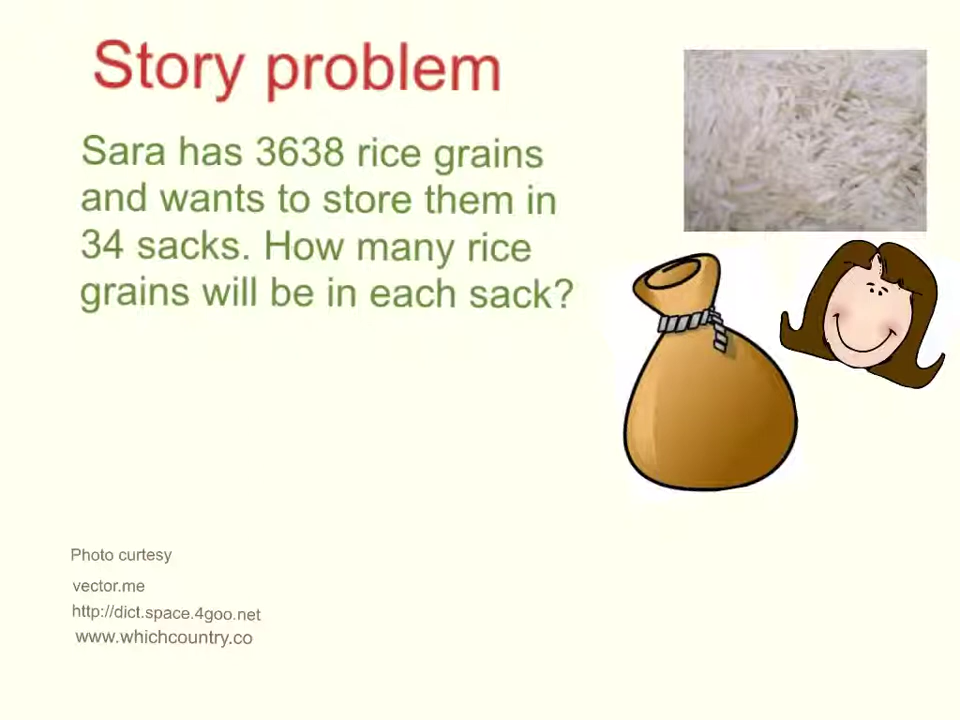 Story problem
Sara has 3638 rice grains
and wants to store them in
34 sacks. How many rice
grains will be in each sack?
Photo curtesy
vector.me
http://dict.space.4goo.net
www.whichcountry.co